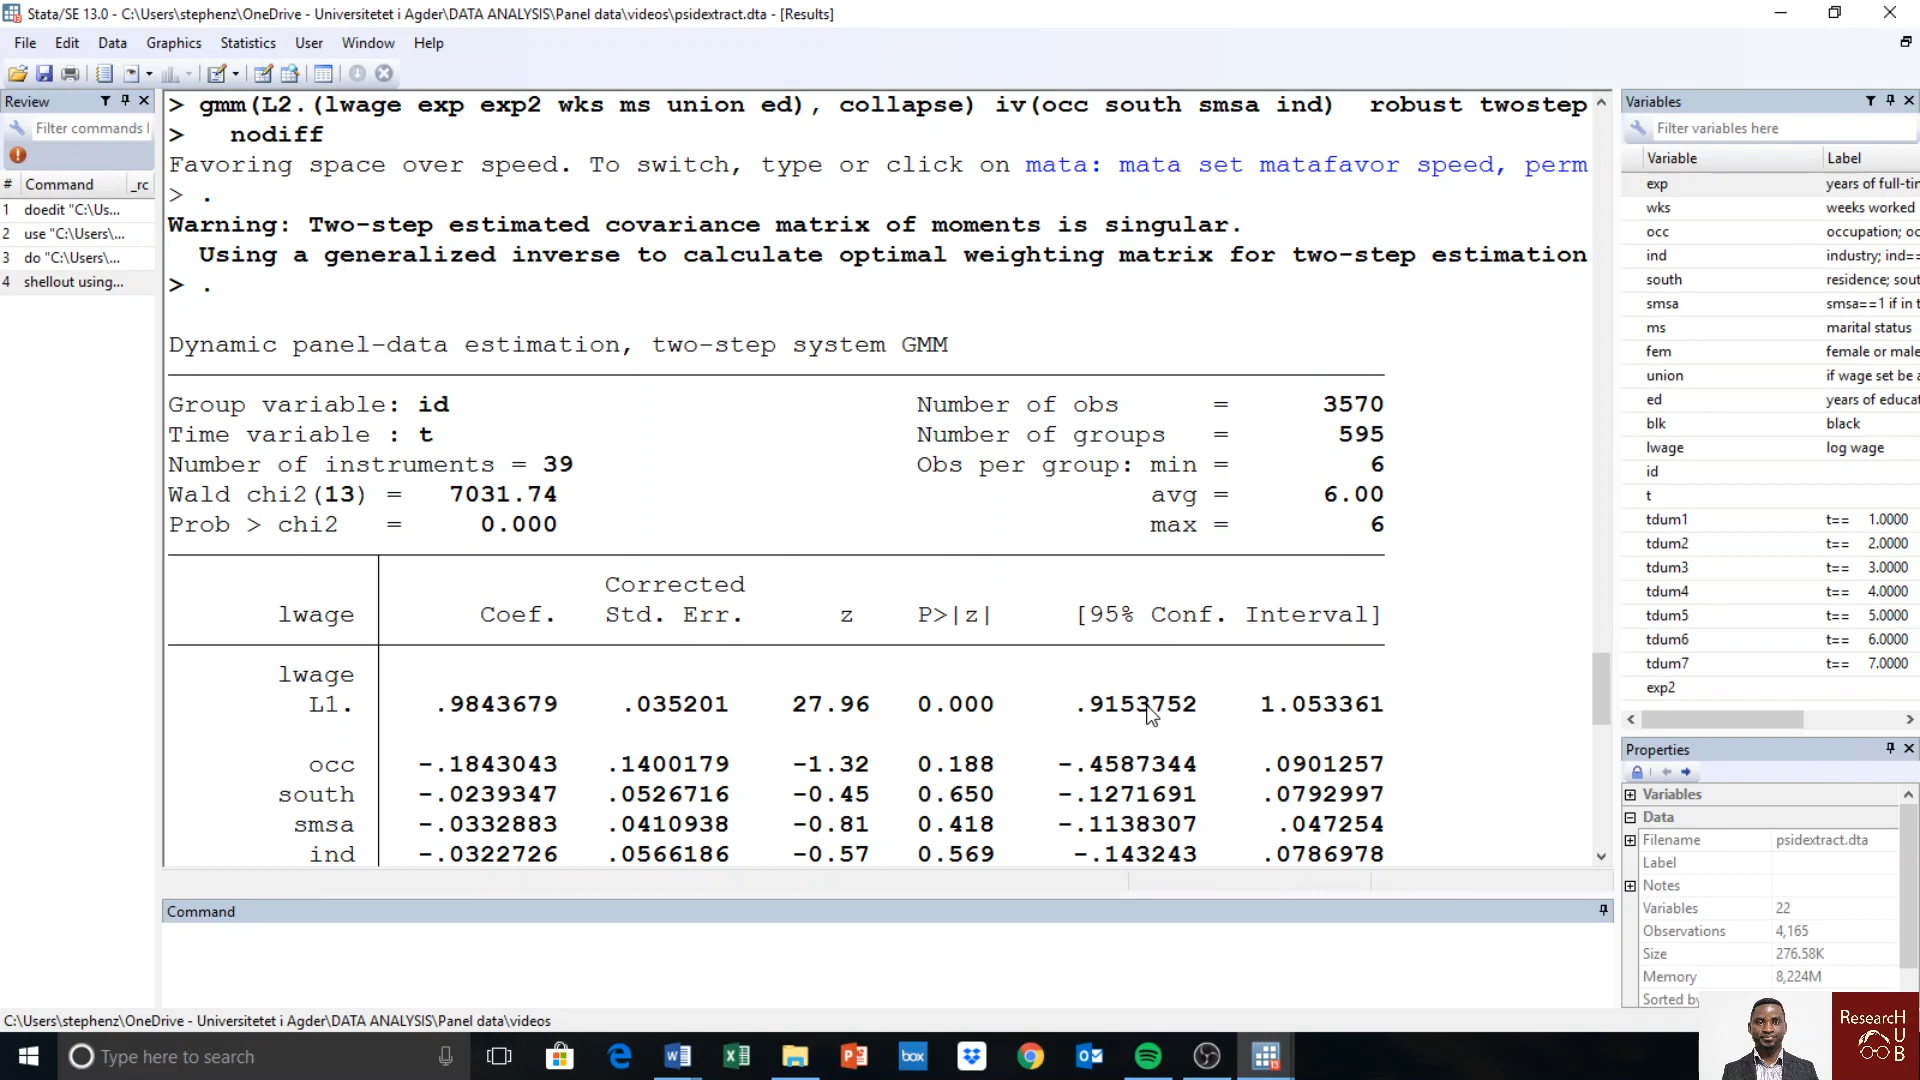 Stata/SE 13.0 - C:\Users\stephenz\OneDrive - Universitetet i Agder\DATA ANALYSIS\Panel data\videos\psidextract.dta - [Results]
File Edit Data Graphics Statistics User Window Help
Review
Filter commands
# Command _rc
1 doedit "C:\Us...
2 use "C:\Users\...
3 do "C:\Users\...
4 shellout using...
> gmm(L2.(lwage exp exp2 wks ms union ed), collapse) iv(occ south smsa ind) robust twostep
> nodiff
Favoring space over speed. To switch, type or click on mata: mata set matafavor speed, perm
> .
Warning: Two-step estimated covariance matrix of moments is singular.
Using a generalized inverse to calculate optimal weighting matrix for two-step estimation
> .
Dynamic panel-data estimation, two-step system GMM
Group variable: id Number of obs = 3570
Time variable : t Number of groups = 595
Number of instruments = 39 Obs per group: min = 6
Wald chi2(13) = 7031.74 avg = 6.00
Prob > chi2 = 0.000 max = 6
Corrected
lwage Coef. Std. Err. z P>|z| [95% Conf. Interval]
lwage
L1. .9843679 .035201 27.96 0.000 .9153752 1.053361
occ -.1843043 .1400179 -1.32 0.188 -.4587344 .0901257
south -.0239347 .0526716 -0.45 0.650 -.1271691 .0792997
smsa -.0332883 .0410938 -0.81 0.418 -.1138307 .047254
ind -.0322726 .0566186 -0.57 0.569 -.143243 .0786978
Command
Variables
Filter variables here
Variable Label
exp years of full-tir
wks weeks worked
occ occupation; oc
ind industry; ind==
south residence; sout
smsa smsa==1 if in t
ms marital status
fem female or male
union if wage set be a
ed years of educat
blk black
lwage log wage
id
t
tdum1 t== 1.0000
tdum2 t== 2.0000
tdum3 t== 3.0000
tdum4 t== 4.0000
tdum5 t== 5.0000
tdum6 t== 6.0000
tdum7 t== 7.0000
exp2
Properties
Variables
Data
Filename psidextract.dta
Label
Notes
Variables 22
Observations 4,165
Size 276.58K
Memory 8,224M
Sorted by
C:\Users\stephenz\OneDrive - Universitetet i Agder\DATA ANALYSIS\Panel data\videos
Type here to search
box
ResearcHUB